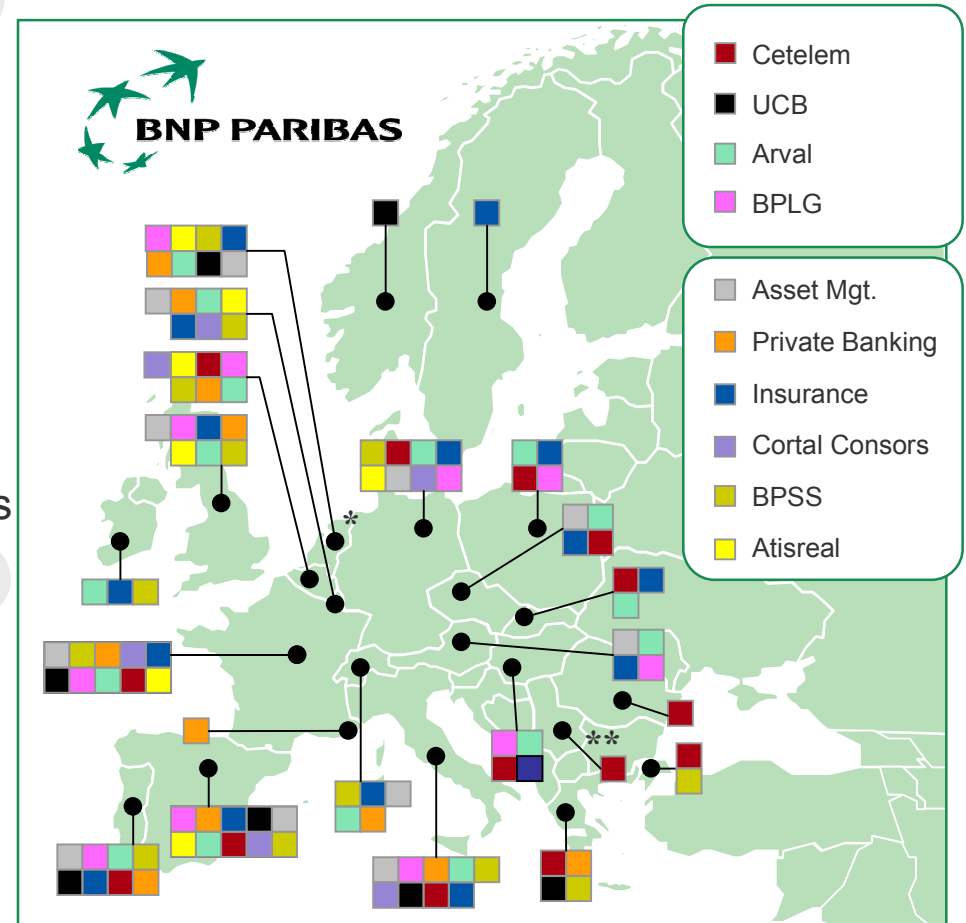 BNP PARIBAS
Cetelem
UCB
Arval
BPLG
Asset Mgt.
Private Banking
Insurance
Cortal Consors
BPSS
Atisreal
s
*
**